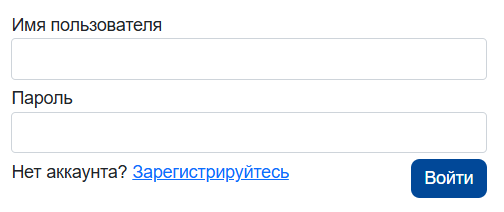 Имя пользователя
Пароль
Нет аккаунта? Зарегистрируйтесь
Войти